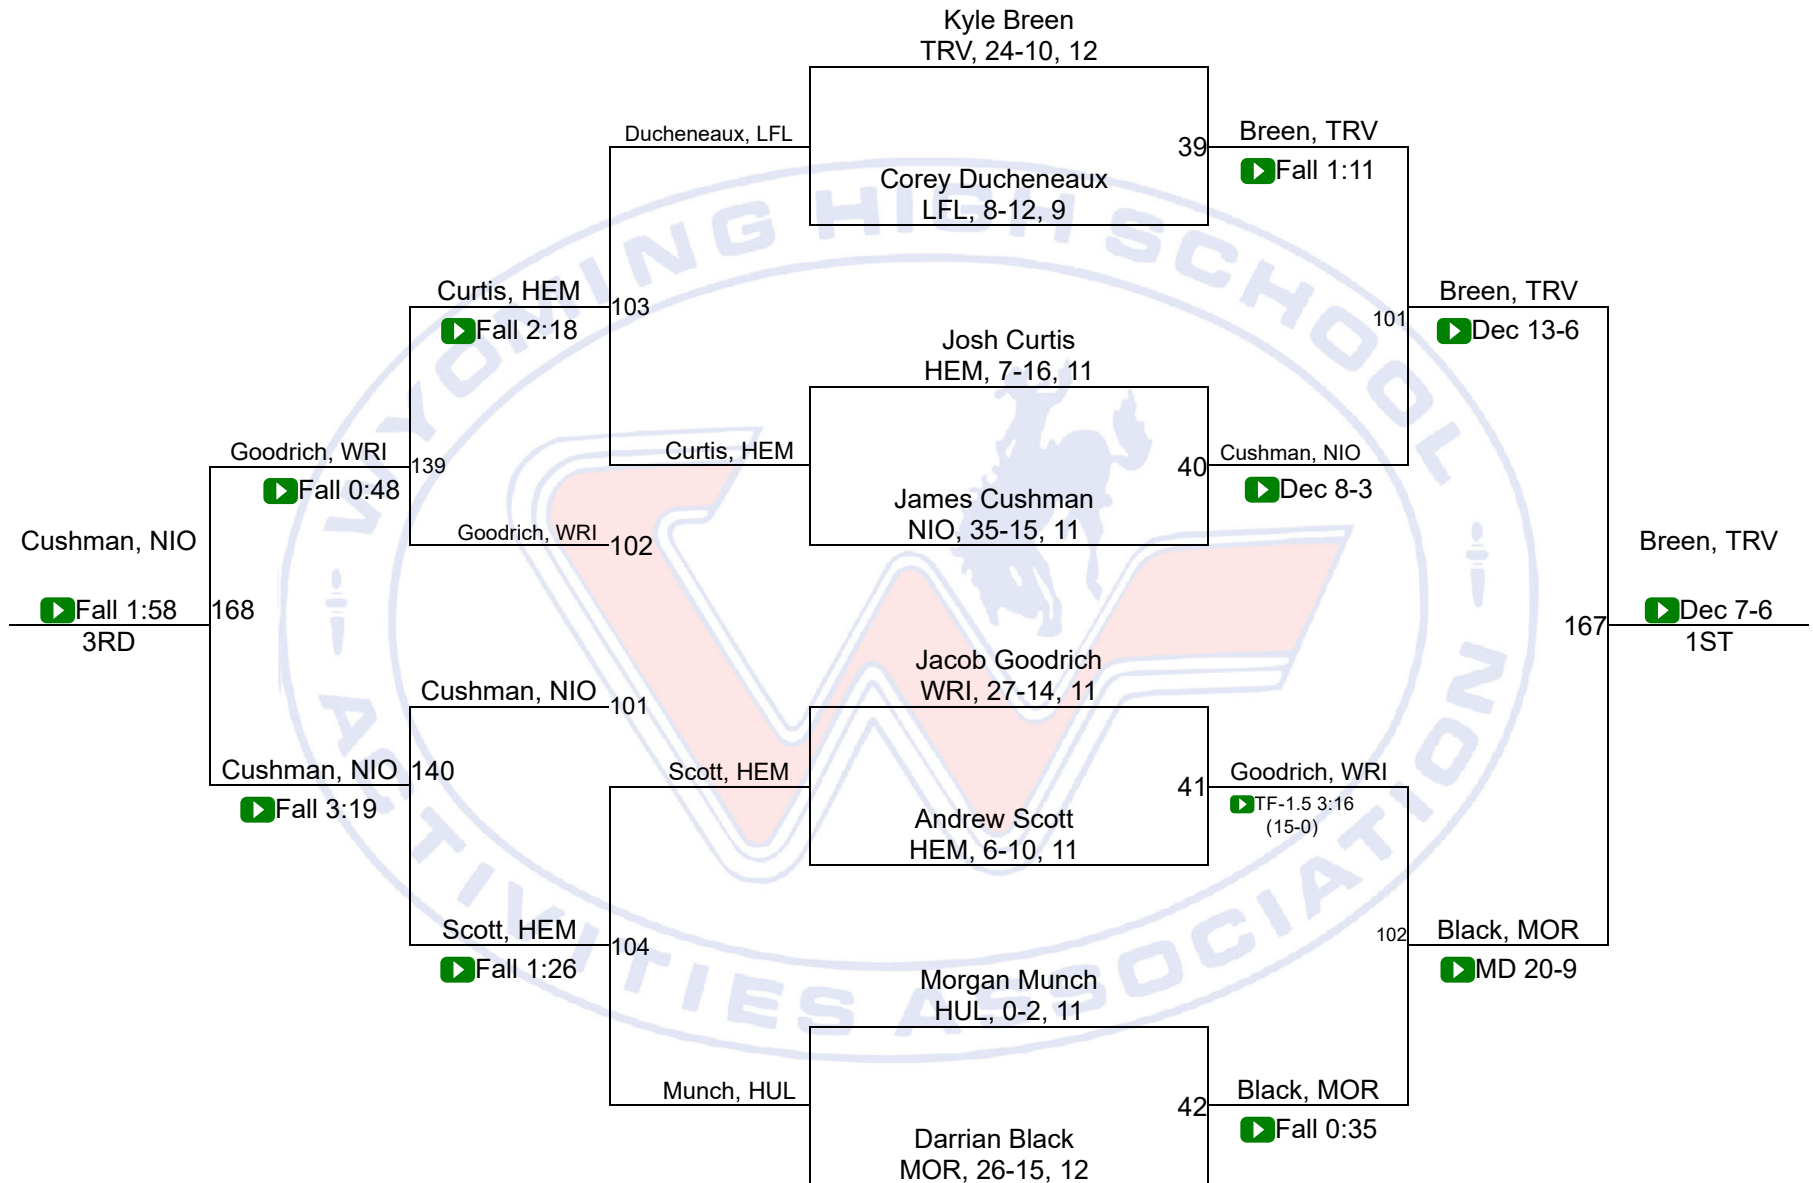 Kyle Breen
TRV, 24-10, 12
Ducheneaux, LFL
39
Breen, TRV
Fall 1:11
Corey Ducheneaux
LFL, 8-12, 9
WYOMING HIGH SCHOOL
ACTIVITIES ASSOCIATION
Curtis, HEM
103
Fall 2:18
101
Breen, TRV
Dec 13-6
Josh Curtis
HEM, 7-16, 11
Goodrich, WRI
139
Fall 0:48
Curtis, HEM
40
Cushman, NIO
Dec 8-3
James Cushman
NIO, 35-15, 11
Goodrich, WRI
102
Cushman, NIO
Fall 1:58
168
3RD
Breen, TRV
167
Dec 7-6
1ST
Jacob Goodrich
WRI, 27-14, 11
Cushman, NIO
101
Cushman, NIO
140
Fall 3:19
Scott, HEM
41
Goodrich, WRI
TF-1.5 3:16
(15-0)
Andrew Scott
HEM, 6-10, 11
Scott, HEM
104
Fall 1:26
102
Black, MOR
MD 20-9
Morgan Munch
HUL, 0-2, 11
Munch, HUL
42
Black, MOR
Fall 0:35
Darrian Black
MOR, 26-15, 12